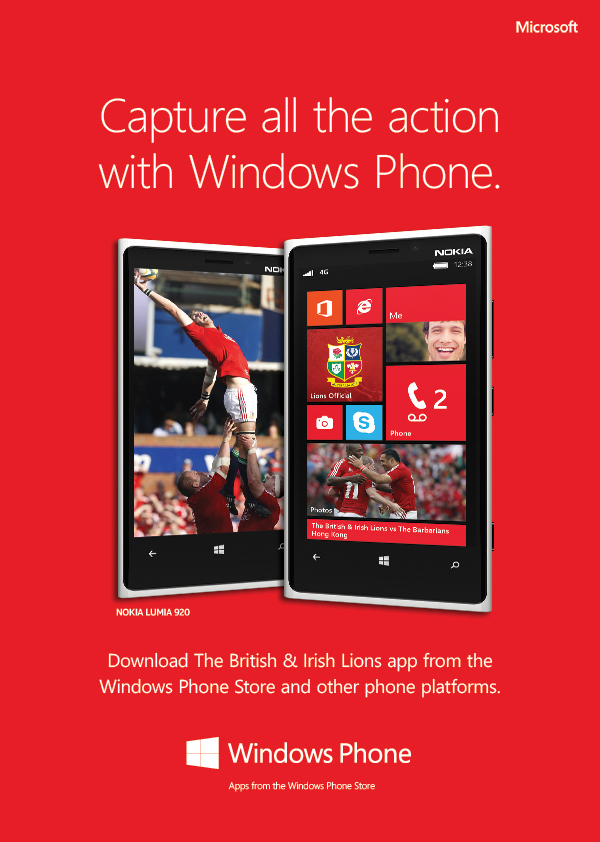 Microsoft
Capture all the action
with Windows Phone.
NOKIA
4G
12:38
Me
Lions Official
2
Phone
Photos
The British & Irish Lions vs The Barbarians
Hong Kong
NOKIA LUMIA 920
Download The British & Irish Lions app from the
Windows Phone Store and other phone platforms.
Windows Phone
Apps from the Windows Phone Store